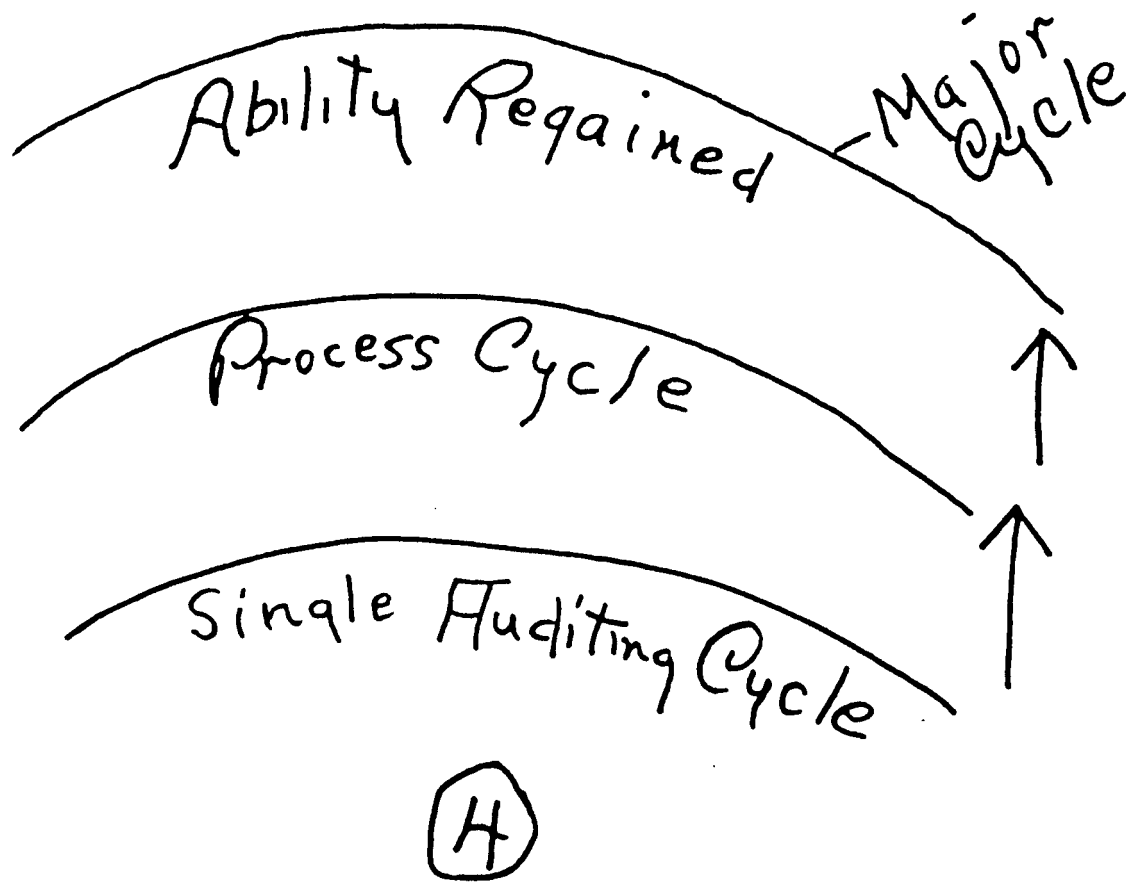 Ability Regained
Major
Cycle
Process Cycle
Single Auditing Cycle
H